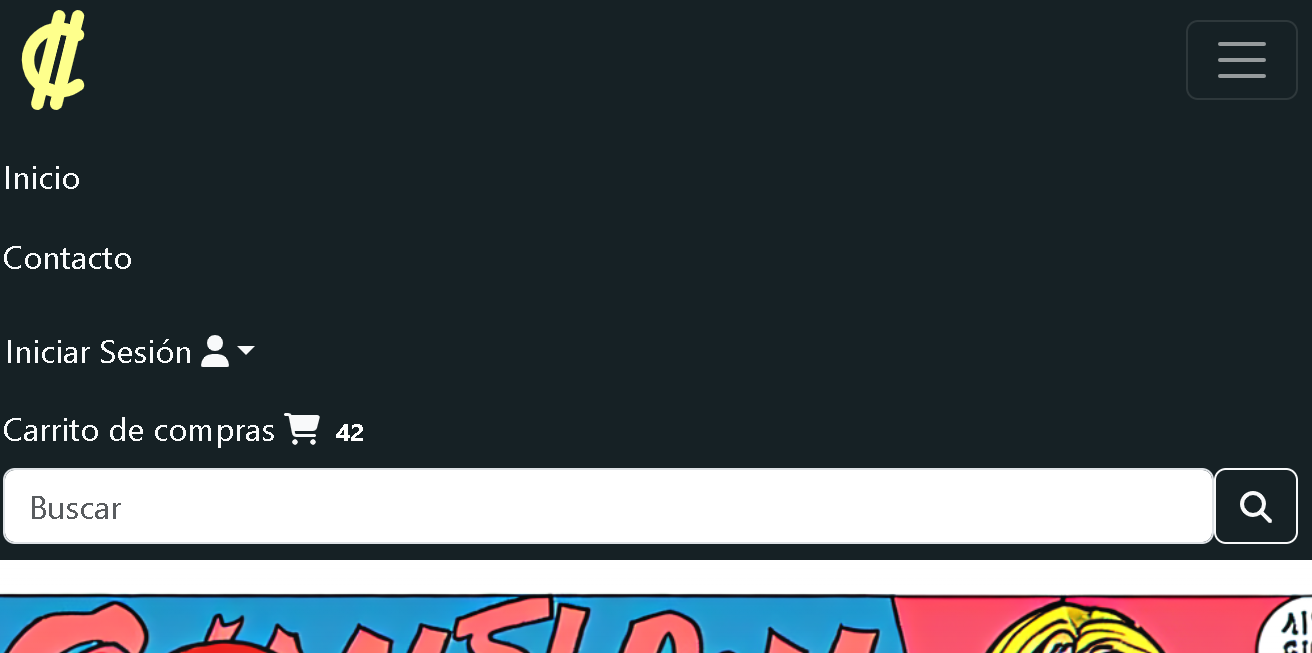 ₡
Inicio
Contacto
Iniciar Sesión
Carrito de compras 42
Buscar